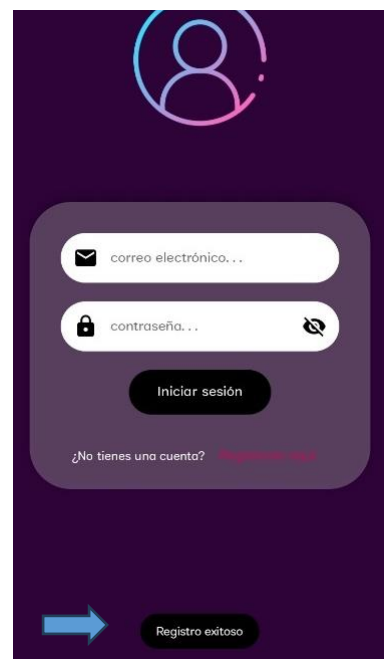 correo electrónico...
contraseña...
Iniciar sesión
¿No tienes una cuenta?
Registro exitoso